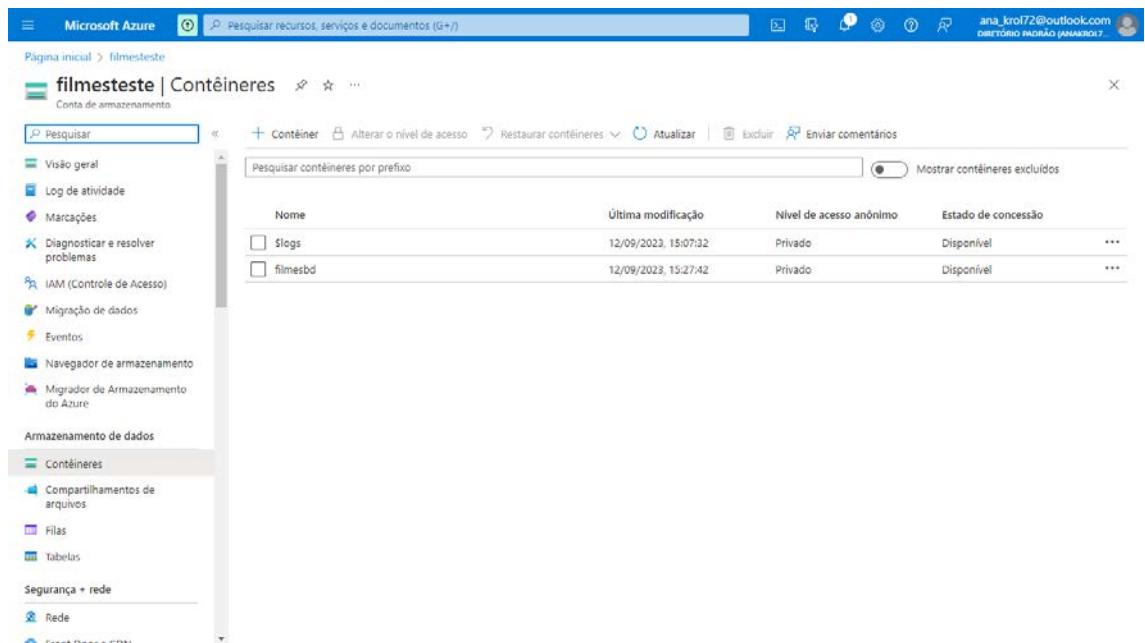 Microsoft Azure
Pesquisar recursos, serviços e documentos (G+/)
ana_krol72@outlook.com
DIRETÓRIO PADRÃO (ANAKROL7...
Página inicial > filmesteste
filmesteste | Contêineres
Conta de armazenamento
Pesquisar
Contêiner
Alterar o nível de acesso
Restaurar contêineres
Atualizar
Excluir
Enviar comentários
Pesquisar contêineres por prefixo
Mostrar contêineres excluídos
Nome Última modificação Nível de acesso anônimo Estado de concessão
$logs 12/09/2023, 15:07:32 Privado Disponível
filmesbd 12/09/2023, 15:27:42 Privado Disponível
Visão geral
Log de atividade
Marcações
Diagnosticar e resolver
problemas
IAM (Controle de Acesso)
Migração de dados
Eventos
Navegador de armazenamento
Migrador de Armazenamento
do Azure
Armazenamento de dados
Contêineres
Compartilhamentos de
arquivos
Filas
Tabelas
Segurança + rede
Rede